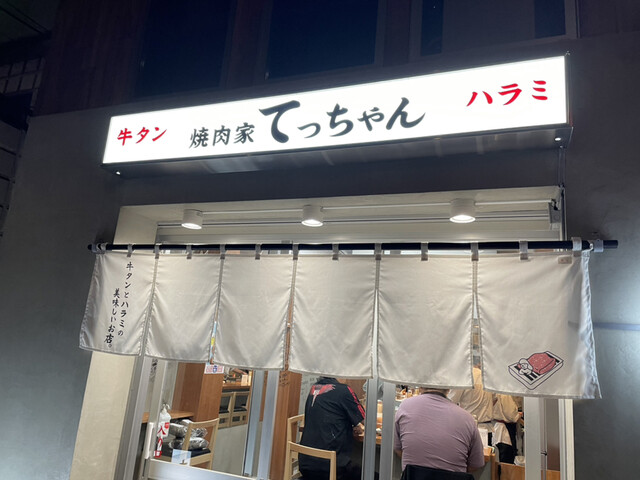 牛タン 焼肉家 てっちゃん ハラミ
牛タンとハラミの
美味しいお店。